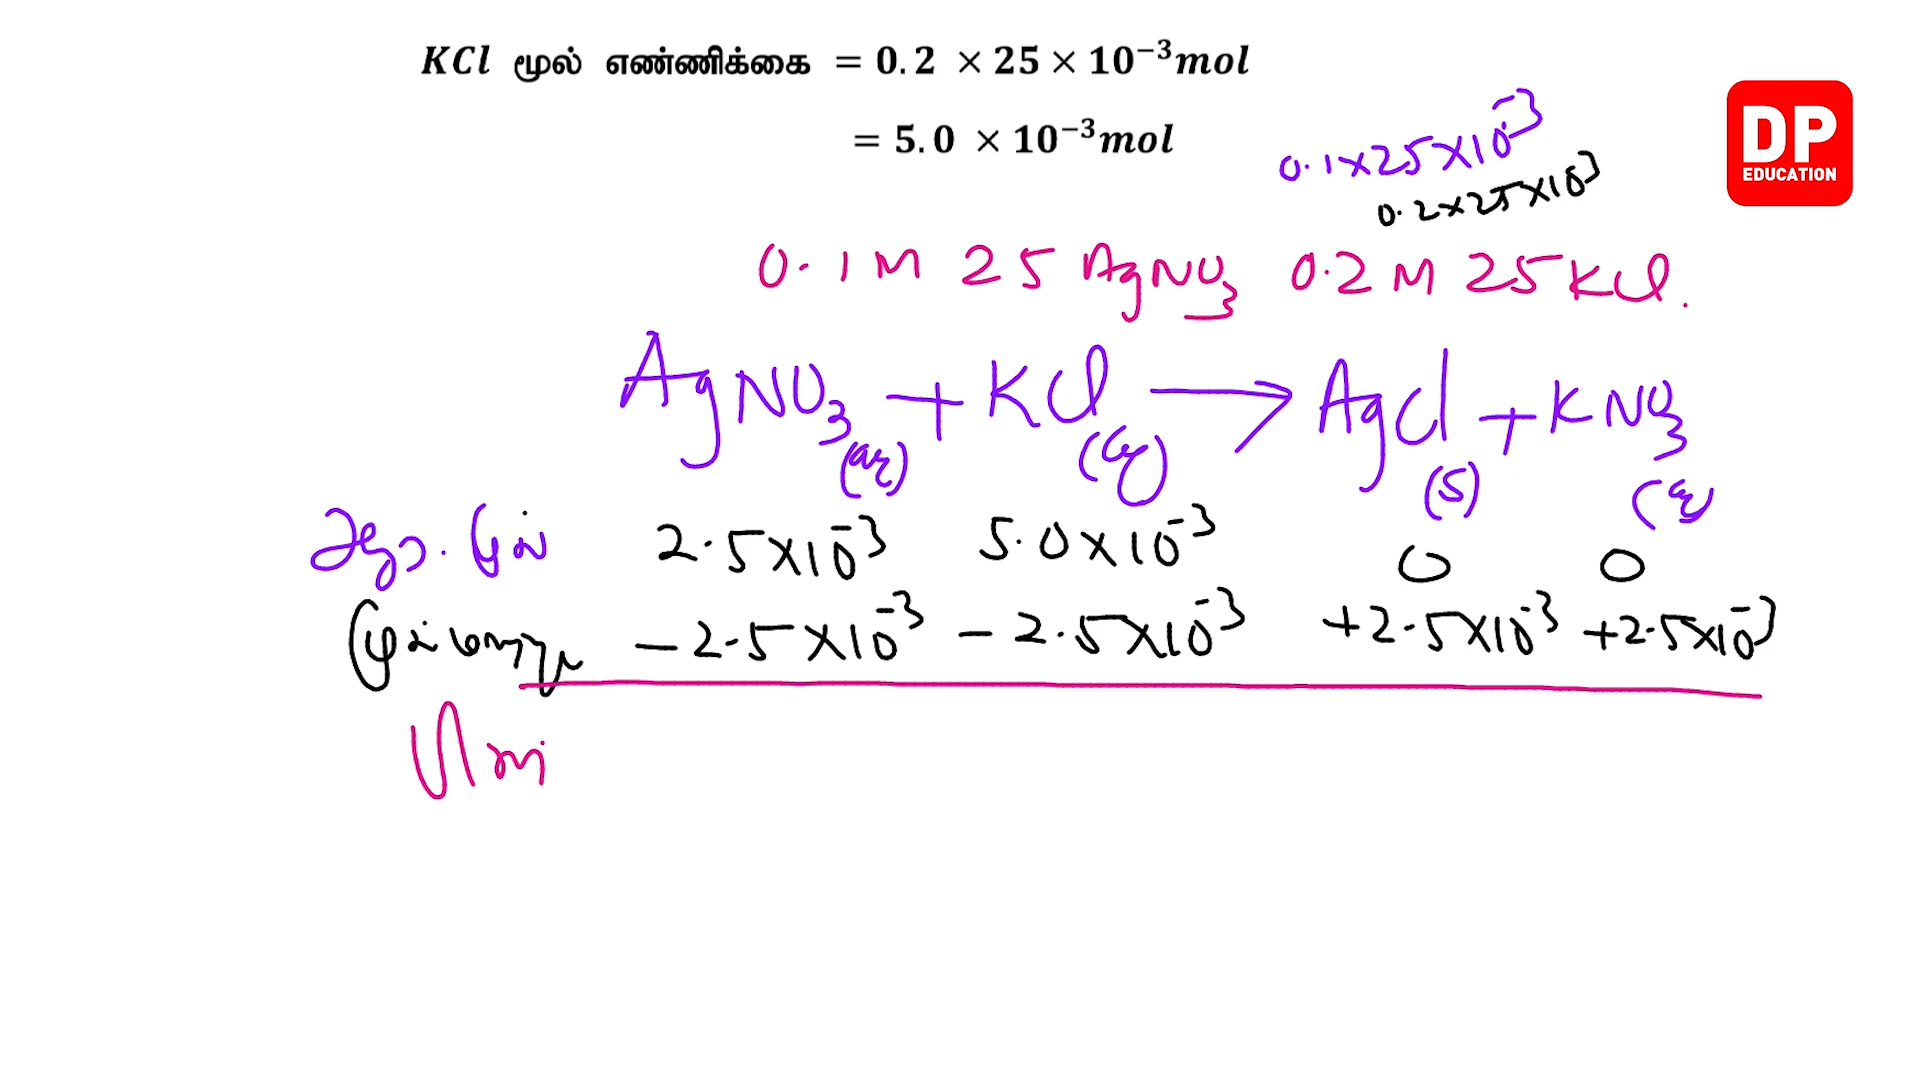 KCl மூல் எண்ணிக்கை = 0.2 × 25 × 10⁻³mol
= 5.0 × 10⁻³mol
DP
EDUCATION
0.1×25×10⁻³
0.2×25×10⁻³
0.1M 25 AgNO₃ 0.2M 25 KCl.
AgNO₃(aq) + KCl(aq) → AgCl(s) + KNO₃(aq)
மூல் 2.5×10⁻³ 5.0×10⁻³ 0 0
−2.5×10⁻³ −2.5×10⁻³ +2.5×10⁻³ +2.5×10⁻³